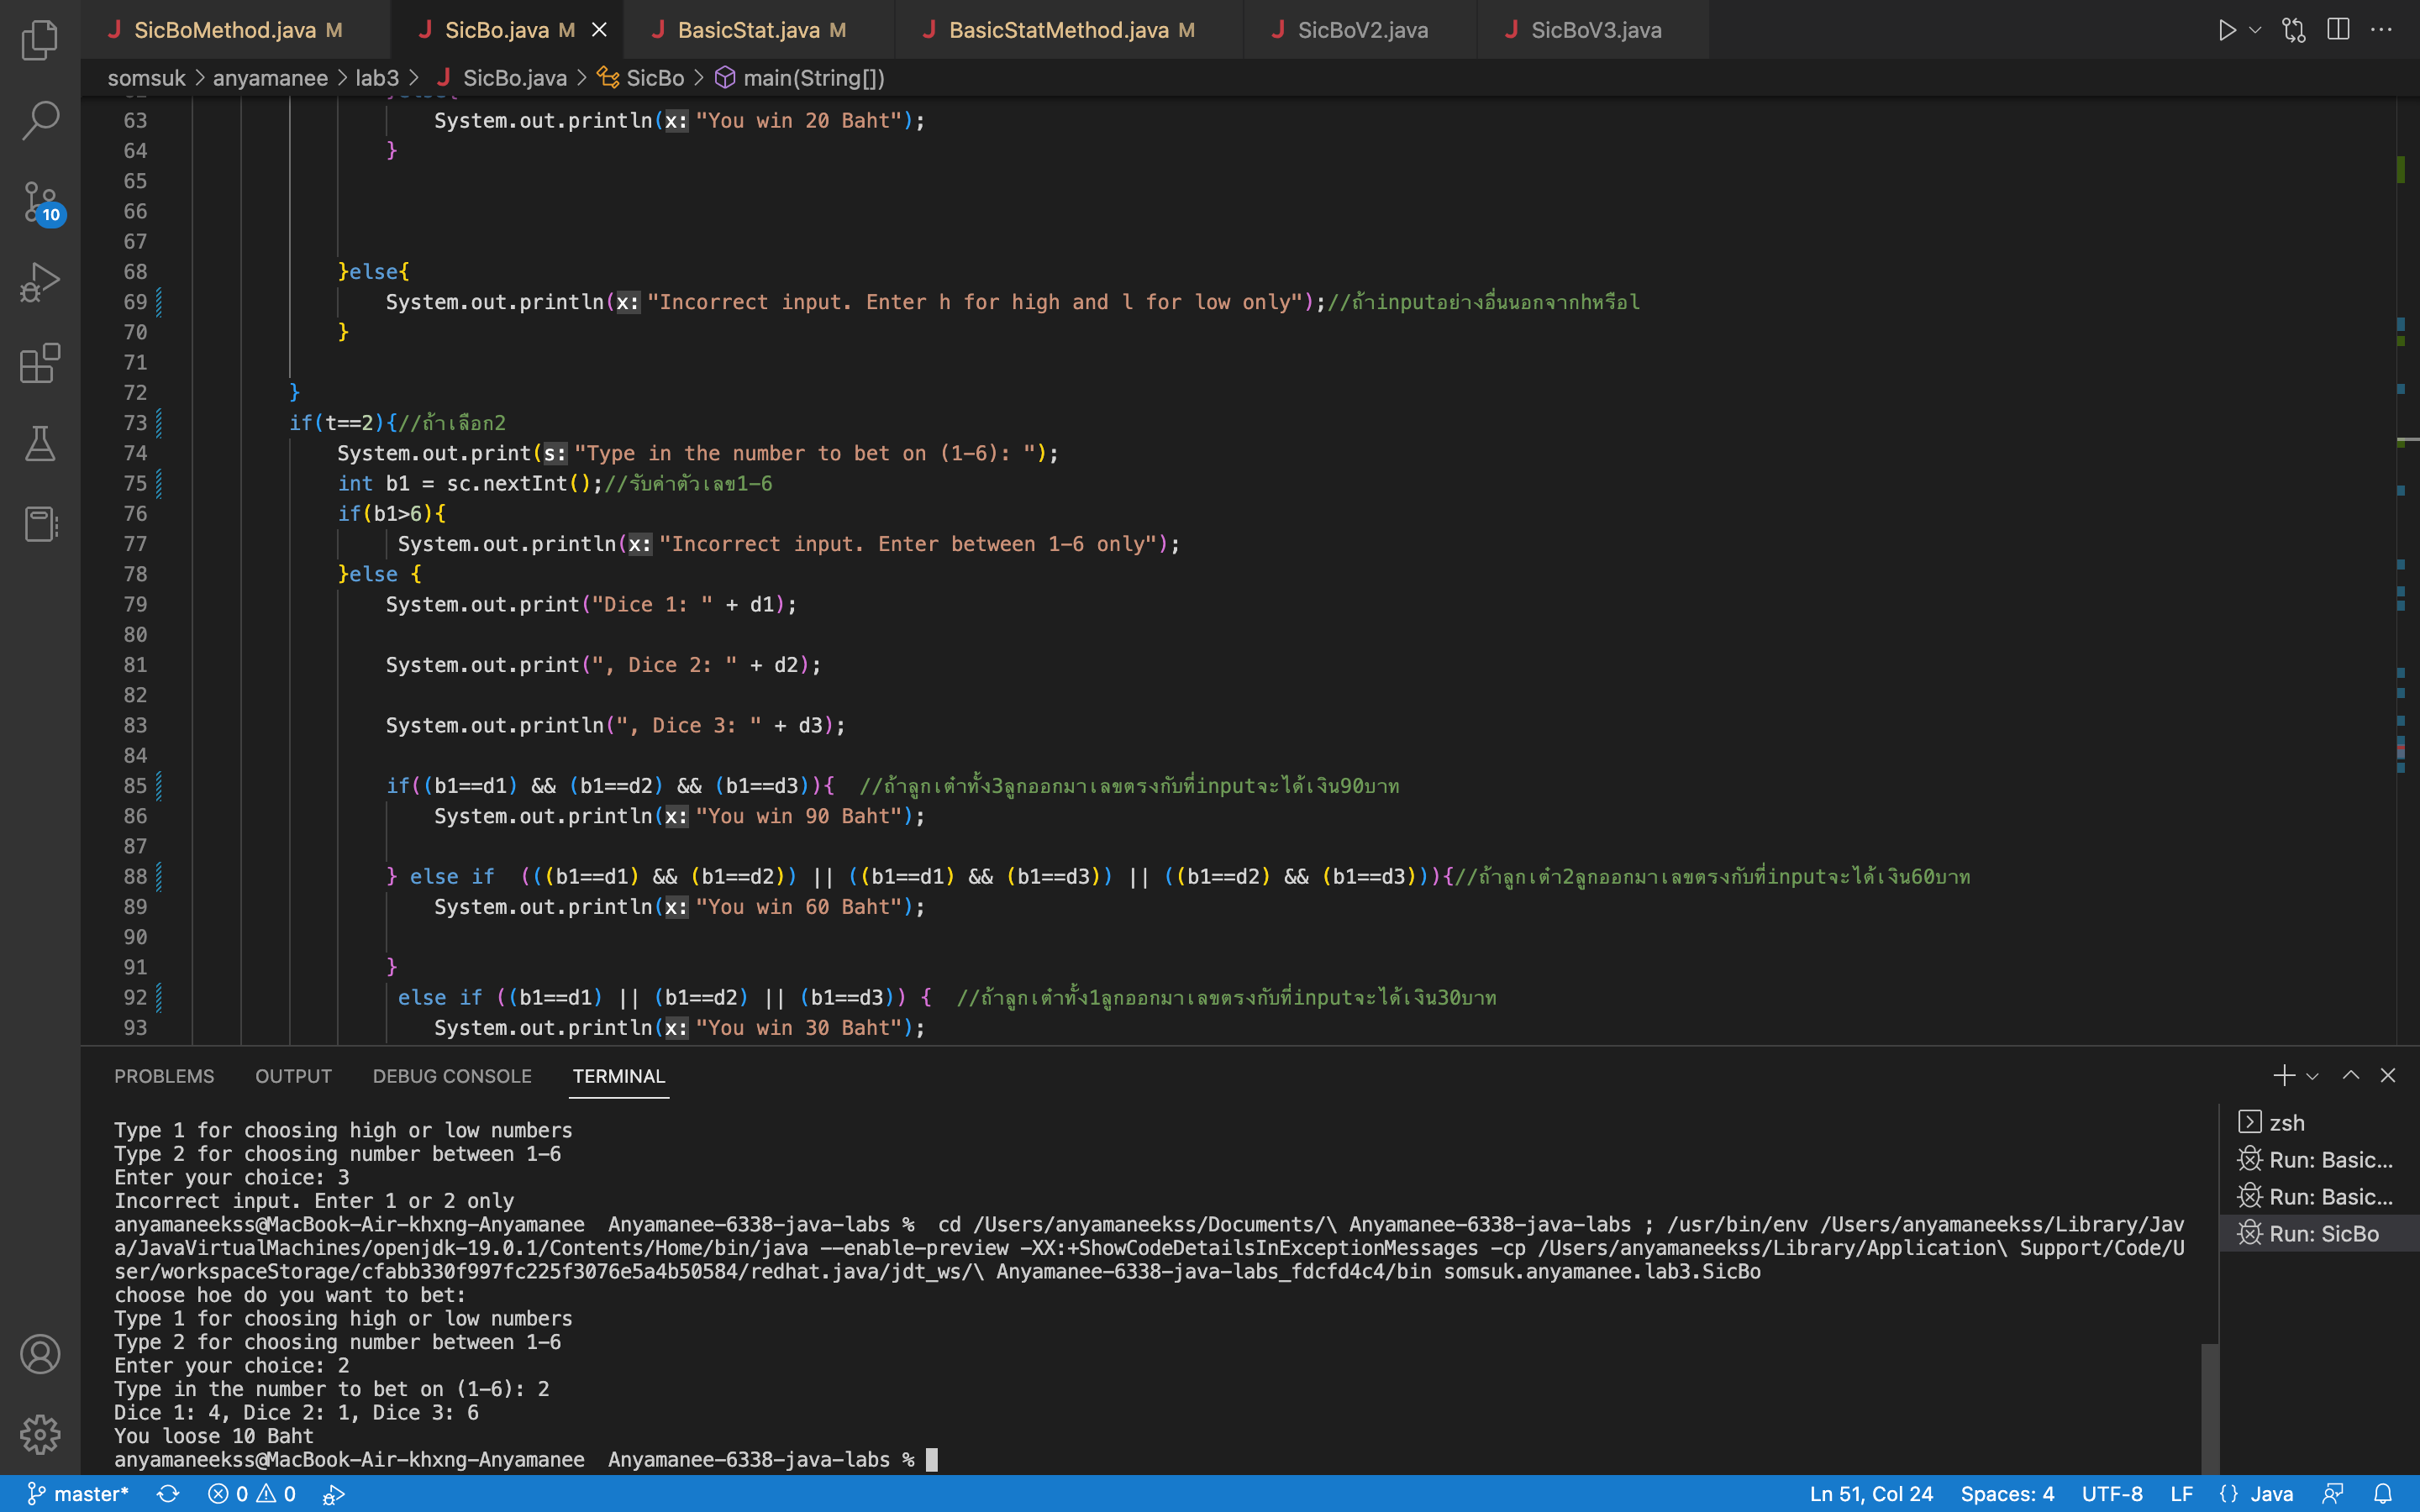 SicBoMethod.java M
SicBo.java M
BasicStat.java M
BasicStatMethod.java M
SicBoV2.java
SicBoV3.java
somsuk > anyamanee > lab3 > SicBo.java > SicBo > main(String[])
63 System.out.println(x: "You win 20 Baht");
64 }
65
66
67
68 }else{
69 System.out.println(x: "Incorrect input. Enter h for high and l for low only");//ถ้าinputอย่างอื่นนอกจากhหรือl
70 }
71
72 }
73 if(t==2){//ถ้าเลือก2
74 System.out.print(s: "Type in the number to bet on (1-6): ");
75 int b1 = sc.nextInt();//รับค่าตัวเลข1-6
76 if(b1>6){
77 System.out.println(x: "Incorrect input. Enter between 1-6 only");
78 }else {
79 System.out.print("Dice 1: " + d1);
80
81 System.out.print(", Dice 2: " + d2);
82
83 System.out.println(", Dice 3: " + d3);
84
85 if((b1==d1) && (b1==d2) && (b1==d3)){ //ถ้าลูกเต๋าทั้ง3ลูกออกมาเลขตรงกับที่inputจะได้เงิน90บาท
86 System.out.println(x: "You win 90 Baht");
87
88 } else if (((b1==d1) && (b1==d2)) || ((b1==d1) && (b1==d3)) || ((b1==d2) && (b1==d3))){//ถ้าลูกเต๋า2ลูกออกมาเลขตรงกับที่inputจะได้เงิน60บาท
89 System.out.println(x: "You win 60 Baht");
90
91 }
92 else if ((b1==d1) || (b1==d2) || (b1==d3)) { //ถ้าลูกเต๋าทั้ง1ลูกออกมาเลขตรงกับที่inputจะได้เงิน30บาท
93 System.out.println(x: "You win 30 Baht");
10
PROBLEMS OUTPUT DEBUG CONSOLE TERMINAL
Type 1 for choosing high or low numbers
Type 2 for choosing number between 1-6
Enter your choice: 3
Incorrect input. Enter 1 or 2 only
anyamaneekss@MacBook-Air-khxng-Anyamanee  Anyamanee-6338-java-labs %  cd /Users/anyamaneekss/Documents/\ Anyamanee-6338-java-labs ; /usr/bin/env /Users/anyamaneekss/Library/Jav
a/JavaVirtualMachines/openjdk-19.0.1/Contents/Home/bin/java --enable-preview -XX:+ShowCodeDetailsInExceptionMessages -cp /Users/anyamaneekss/Library/Application\ Support/Code/U
ser/workspaceStorage/cfabb330f997fc225f3076e5a4b50584/redhat.java/jdt_ws/\ Anyamanee-6338-java-labs_fdcfd4c4/bin somsuk.anyamanee.lab3.SicBo
choose hoe do you want to bet:
Type 1 for choosing high or low numbers
Type 2 for choosing number between 1-6
Enter your choice: 2
Type in the number to bet on (1-6): 2
Dice 1: 4, Dice 2: 1, Dice 3: 6
You loose 10 Baht
anyamaneekss@MacBook-Air-khxng-Anyamanee  Anyamanee-6338-java-labs %
zsh
Run: Basic...
Run: Basic...
Run: SicBo
master* 0 0
Ln 51, Col 24 Spaces: 4 UTF-8 LF {} Java